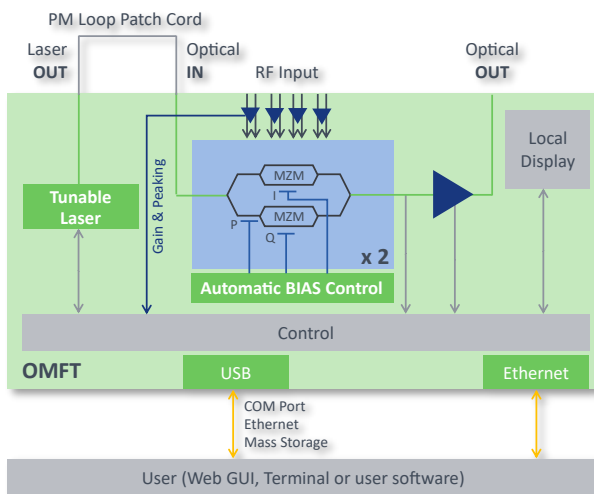 PM Loop Patch Cord
Laser
OUT
Optical
IN
RF Input
Optical
OUT
Local
Display
Tunable
Laser
Gain & Peaking
MZM
I
MZM
P
Q
x 2
Automatic BIAS Control
Control
OMFT
USB
Ethernet
COM Port
Ethernet
Mass Storage
User (Web GUI, Terminal or user software)